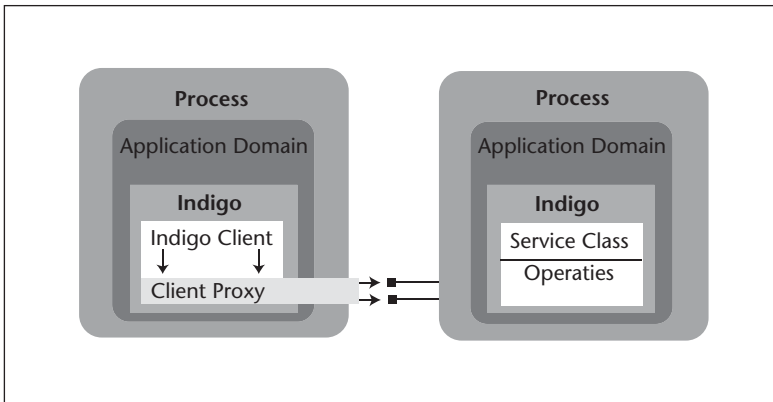 Process
Application Domain
Indigo
Indigo Client
Client Proxy
Process
Application Domain
Indigo
Service Class
Operaties